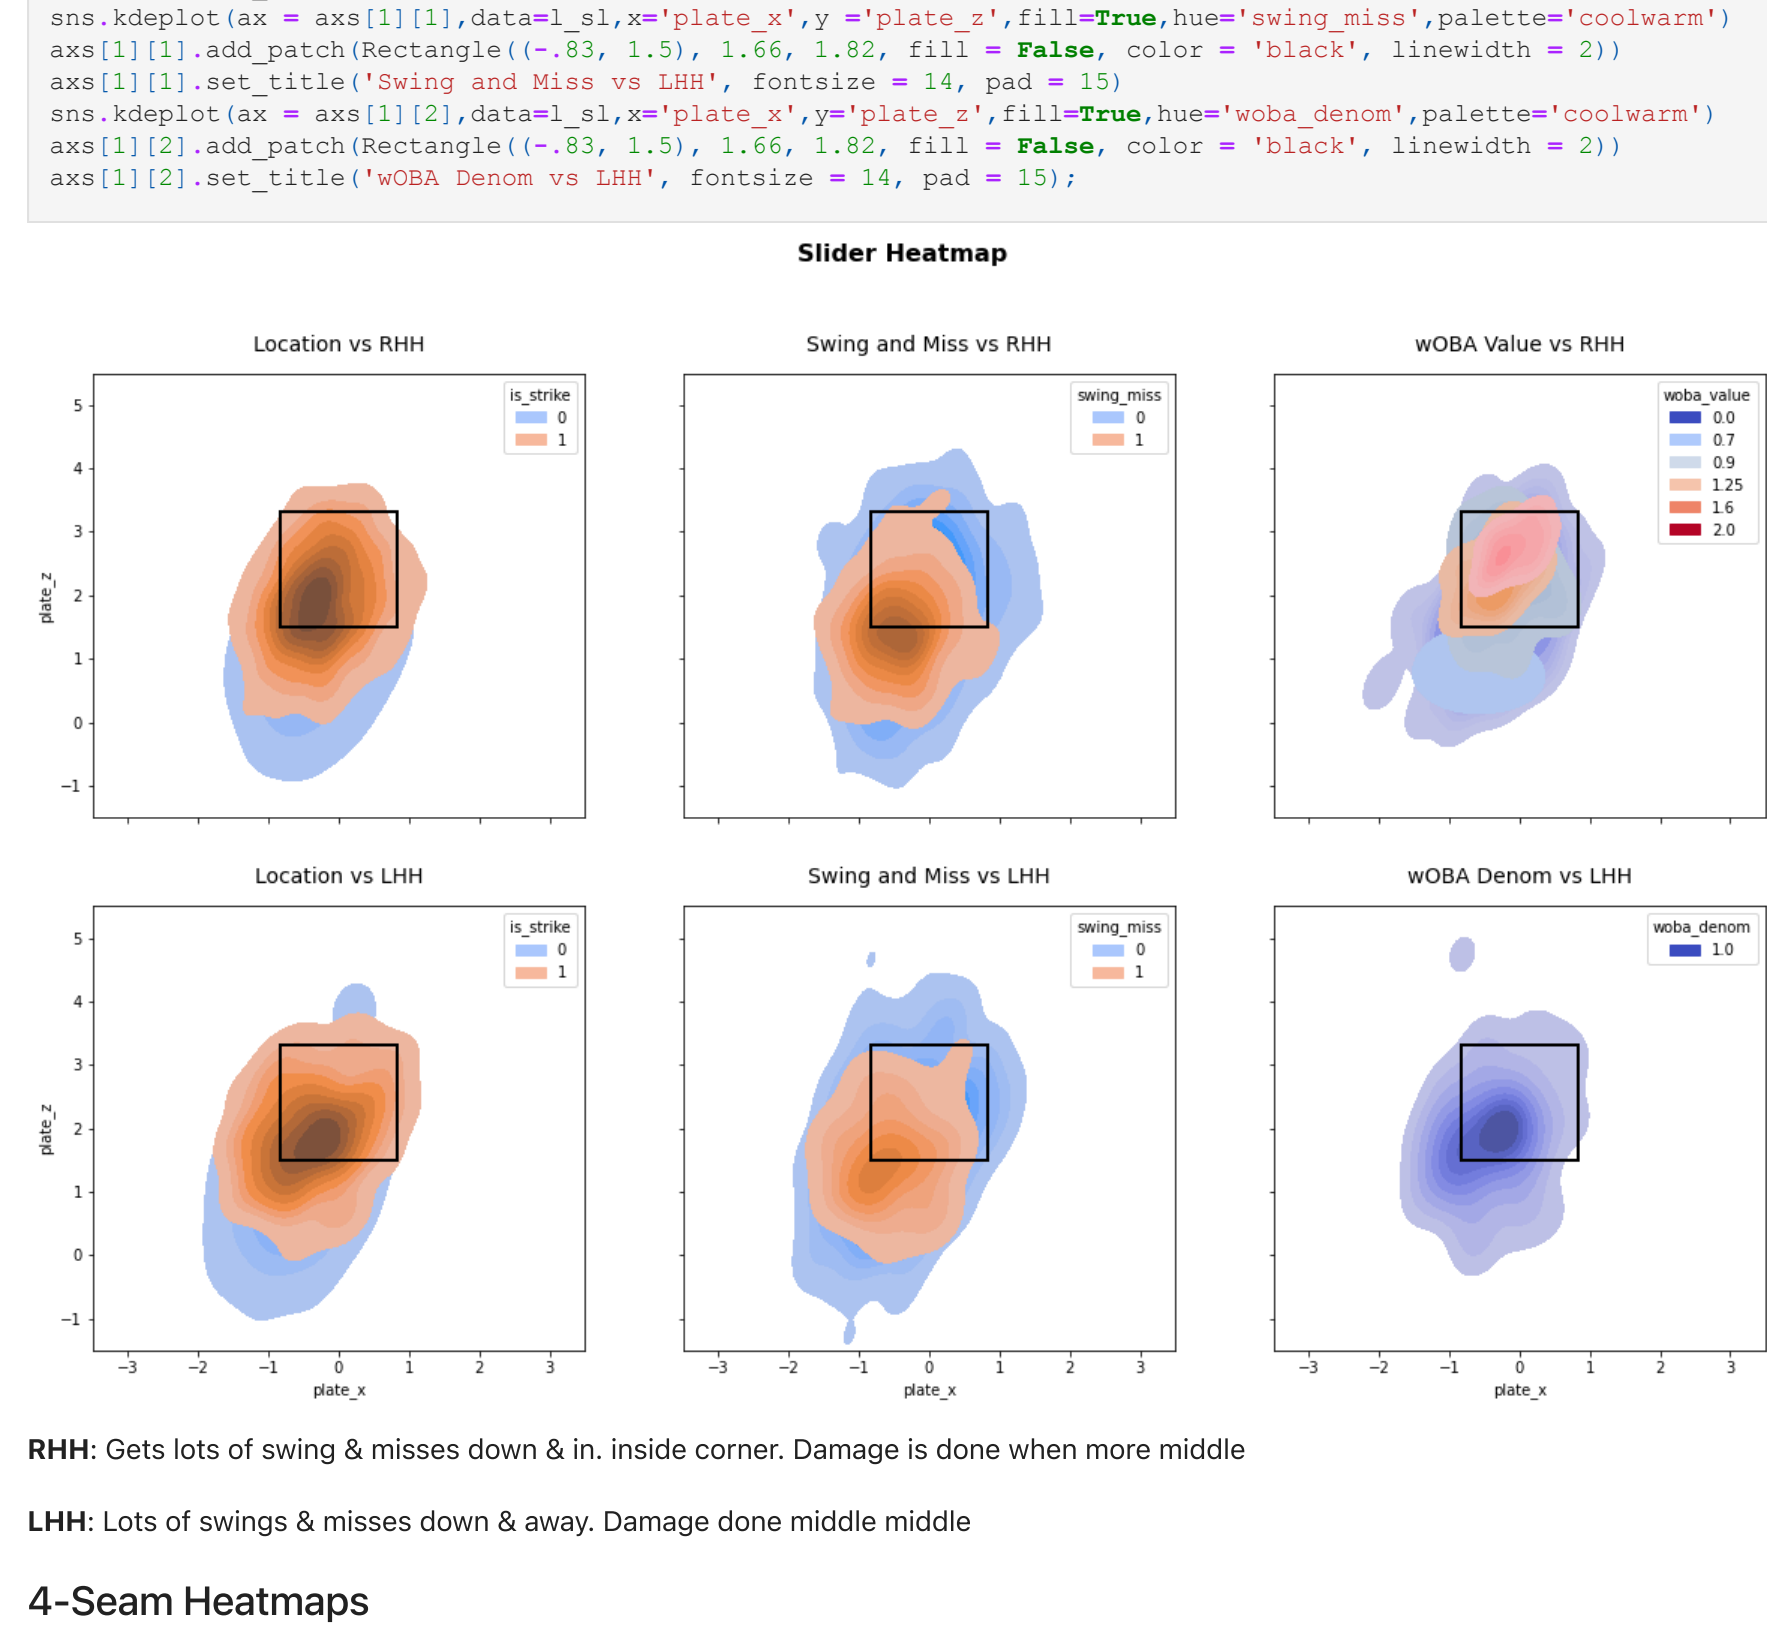 sns.kdeplot(ax = axs[1][1],data=l_sl,x='plate_x',y ='plate_z',fill=True,hue='swing_miss',palette='coolwarm')
axs[1][1].add_patch(Rectangle((-.83, 1.5), 1.66, 1.82, fill = False, color = 'black', linewidth = 2))
axs[1][1].set_title('Swing and Miss vs LHH', fontsize = 14, pad = 15)
sns.kdeplot(ax = axs[1][2],data=l_sl,x='plate_x',y='plate_z',fill=True,hue='woba_denom',palette='coolwarm')
axs[1][2].add_patch(Rectangle((-.83, 1.5), 1.66, 1.82, fill = False, color = 'black', linewidth = 2))
axs[1][2].set_title('wOBA Denom vs LHH', fontsize = 14, pad = 15);
Slider Heatmap
Location vs RHH
is_strike
0
1
5
4
3
2
1
0
−1
plate_z
Swing and Miss vs RHH
swing_miss
0
1
wOBA Value vs RHH
woba_value
0.0
0.7
0.9
1.25
1.6
2.0
Location vs LHH
is_strike
0
1
5
4
3
2
1
0
−1
plate_z
−3 −2 −1 0 1 2 3
plate_x
Swing and Miss vs LHH
swing_miss
0
1
−3 −2 −1 0 1 2 3
plate_x
wOBA Denom vs LHH
woba_denom
1.0
−3 −2 −1 0 1 2 3
plate_x
RHH: Gets lots of swing & misses down & in. inside corner. Damage is done when more middle
LHH: Lots of swings & misses down & away. Damage done middle middle
4-Seam Heatmaps